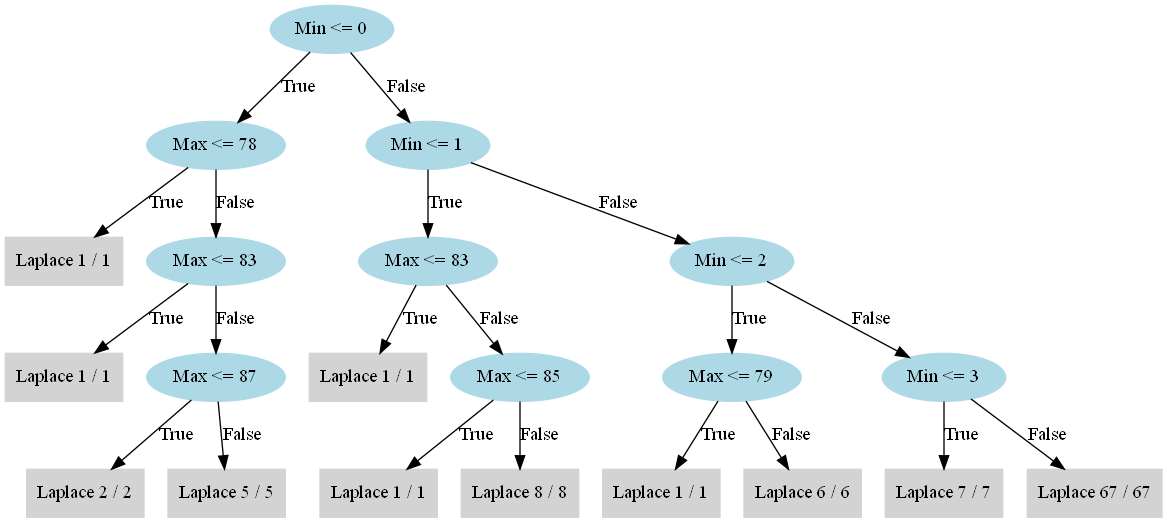 Min <= 0
True
False
Max <= 78
Min <= 1
True
False
True
False
Laplace 1 / 1
Max <= 83
Max <= 83
Min <= 2
True
False
True
False
True
False
Laplace 1 / 1
Max <= 87
Laplace 1 / 1
Max <= 85
Max <= 79
Min <= 3
True
False
True
False
True
False
True
False
Laplace 2 / 2
Laplace 5 / 5
Laplace 1 / 1
Laplace 8 / 8
Laplace 1 / 1
Laplace 6 / 6
Laplace 7 / 7
Laplace 67 / 67